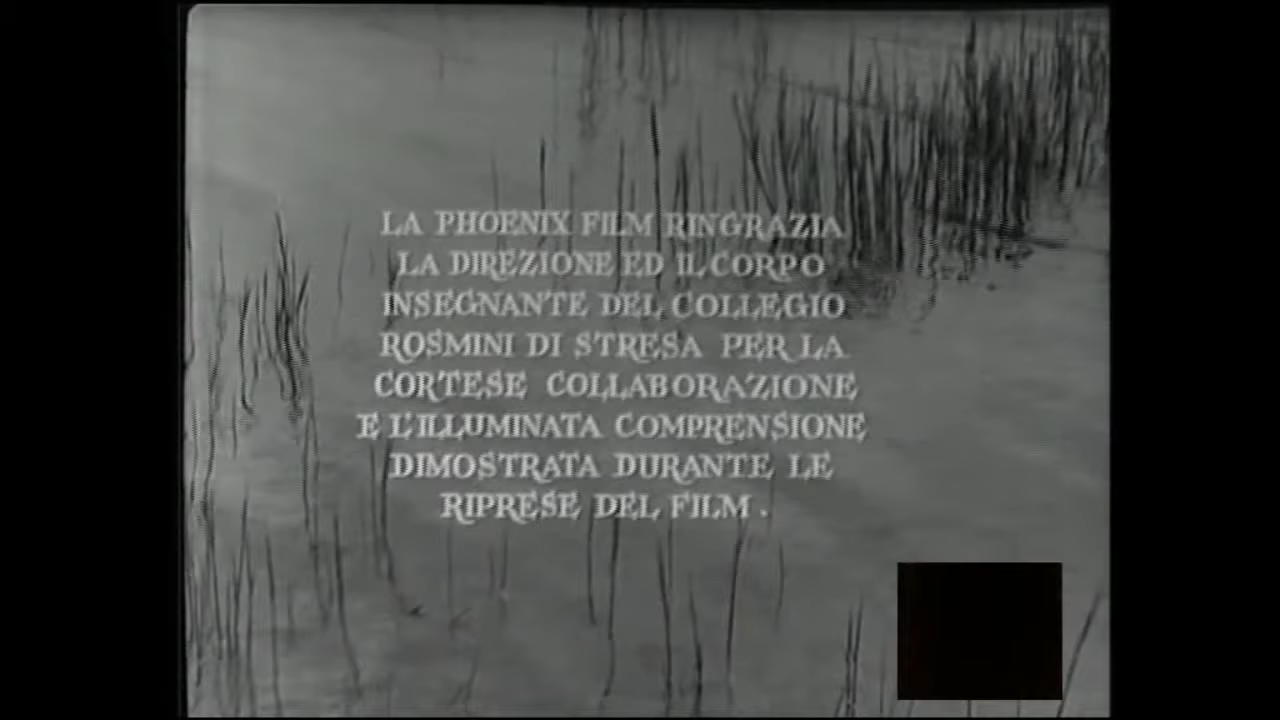 LA PHOENIX FILM RINGRAZIA
LA DIREZIONE ED IL CORPO
INSEGNANTE DEL COLLEGIO
ROSMINI DI STRESA PER LA
CORTESE COLLABORAZIONE
E L'ILLUMINATA COMPRENSIONE
DIMOSTRATA DURANTE LE
RIPRESE DEL FILM .